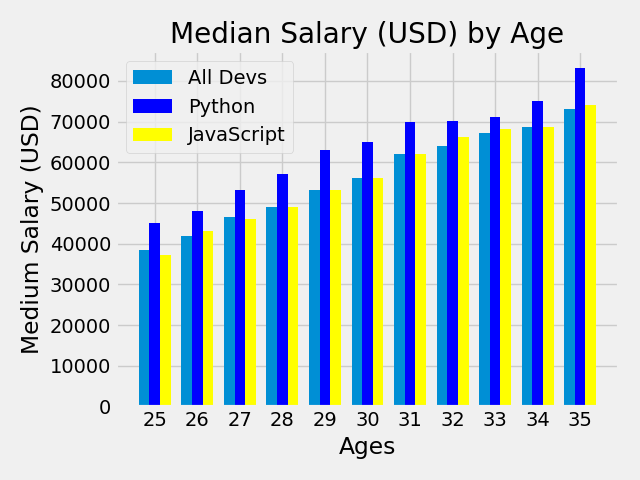 Median Salary (USD) by Age
All Devs
Python
JavaScript
Medium Salary (USD)
80000
70000
60000
50000
40000
30000
20000
10000
0
25 26 27 28 29 30 31 32 33 34 35
Ages